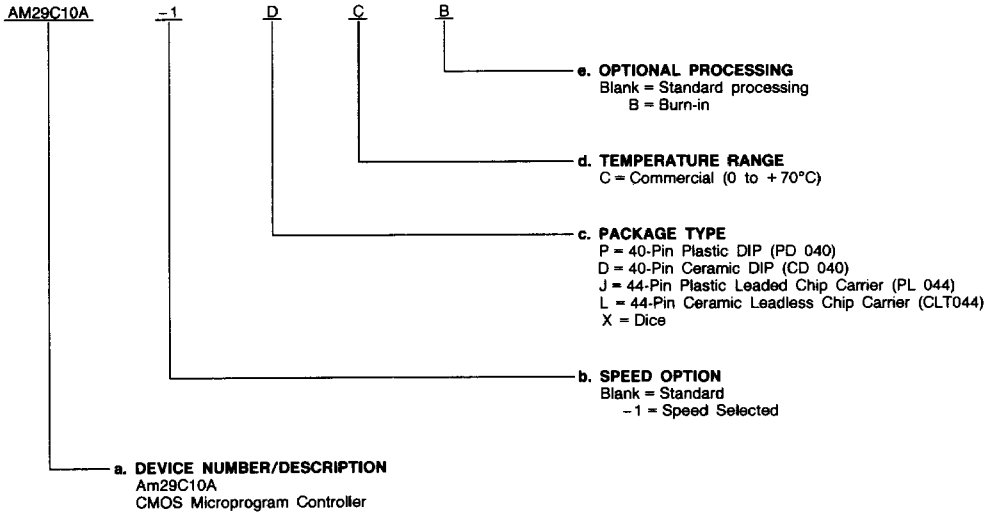 AM29C10A -1 D C B
e. OPTIONAL PROCESSING
Blank = Standard processing
B = Burn-in
d. TEMPERATURE RANGE
C = Commercial (0 to +70°C)
c. PACKAGE TYPE
P = 40-Pin Plastic DIP (PD 040)
D = 40-Pin Ceramic DIP (CD 040)
J = 44-Pin Plastic Leaded Chip Carrier (PL 044)
L = 44-Pin Ceramic Leadless Chip Carrier (CLT044)
X = Dice
b. SPEED OPTION
Blank = Standard
-1 = Speed Selected
a. DEVICE NUMBER/DESCRIPTION
Am29C10A
CMOS Microprogram Controller